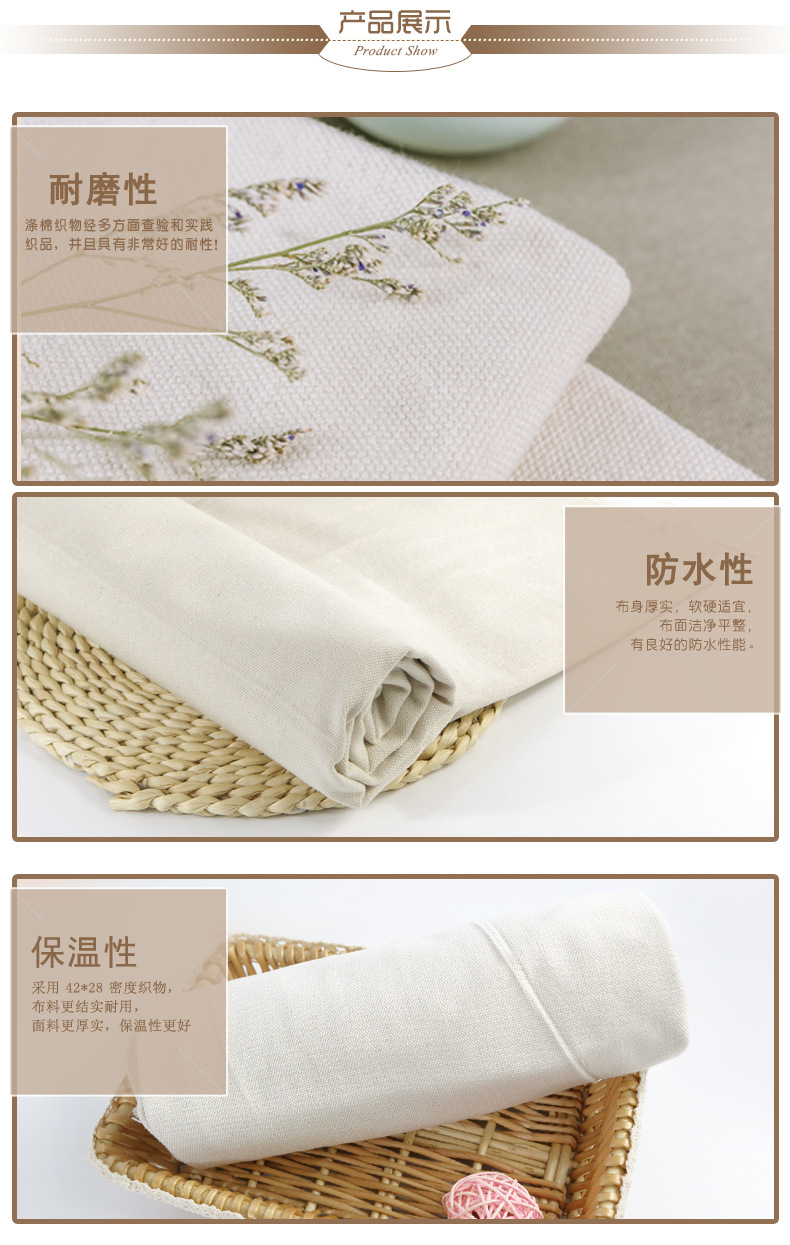 产品展示
Product Show
耐磨性
涤棉织物经多方面查验和实践
织品，并且具有非常好的耐性!
防水性
布身厚实，软硬适宜，
布面洁净平整，
有良好的防水性能。
保温性
采用 42*28 密度织物，
布料更结实耐用，
面料更厚实，保温性更好